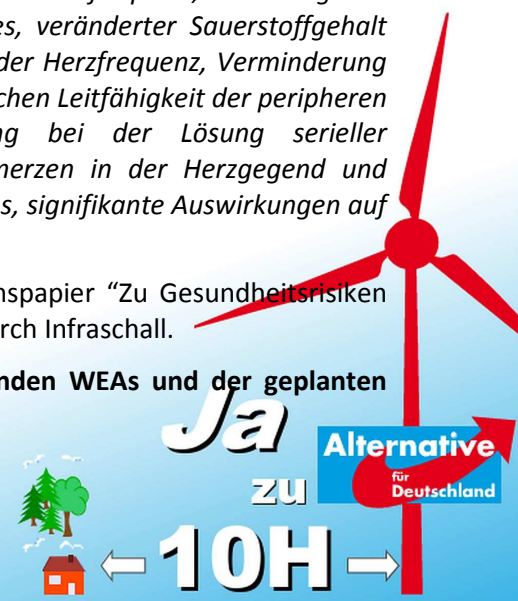 es, veränderter Sauerstoffgehalt
der Herzfrequenz, Verminderung
chen Leitfähigkeit der peripheren
ng bei der Lösung serieller
merzen in der Herzgegend und
s, signifikante Auswirkungen auf
nspapier “Zu Gesundheitsrisiken
rch Infraschall.
nden WEAs und der geplanten
Ja
zu
10H
Alternative
für
Deutschland